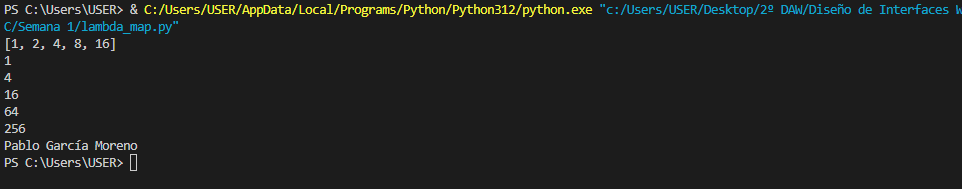 PS C:\Users\USER> & C:/Users/USER/AppData/Local/Programs/Python/Python312/python.exe "c:/Users/USER/Desktop/2º DAW/Diseño de Interfaces W
C/Semana 1/lambda_map.py"
[1, 2, 4, 8, 16]
1
4
16
64
256
Pablo García Moreno
PS C:\Users\USER>